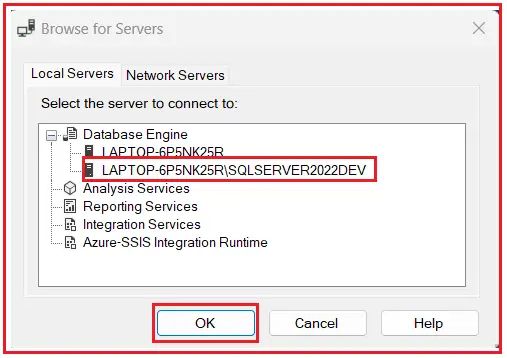 Browse for Servers
Local Servers
Network Servers
Select the server to connect to:
Database Engine
LAPTOP-6P5NK25R
LAPTOP-6P5NK25R\SQLSERVER2022DEV
Analysis Services
Reporting Services
Integration Services
Azure-SSIS Integration Runtime
OK
Cancel
Help